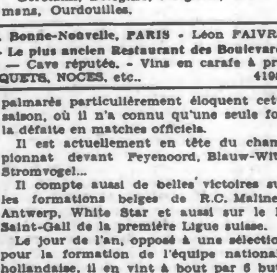 mans, Ourdouilles.
Bonne-Nouvelle, PARIS - Léon FAIVR
- Le plus ancien Restaurant des Boulevar
— Cave réputée. - Vins en carafe à pr
QUETS, NOCES, etc..
palmarès particulièrement éloquent cet
saison, où il n'a connu qu'une seule fo
la défaite en matches officiels.
Il est actuellement en tête du cham
pionnat devant Feyenoord, Blauw-Wit
Stromvogel...
Il compte aussi de belles victoires s
les formations belges de R.C. Maline
Antwerp, White Star et aussi sur le
Saint-Gall de la première Ligue suisse.
Le jour de l'an, opposé à une sélectio
pour la formation de l'équipe national
hollandaise, il en vint à bout par 6 but